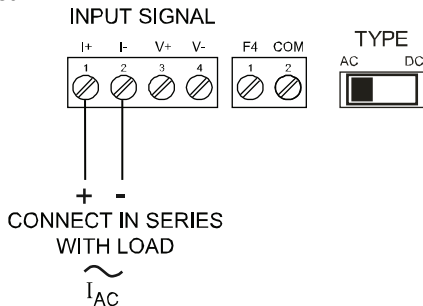 INPUT SIGNAL
I+ I- V+ V- F4 COM
1 2 3 4 1 2
TYPE
AC DC
+ -
CONNECT IN SERIES
WITH LOAD
IAC